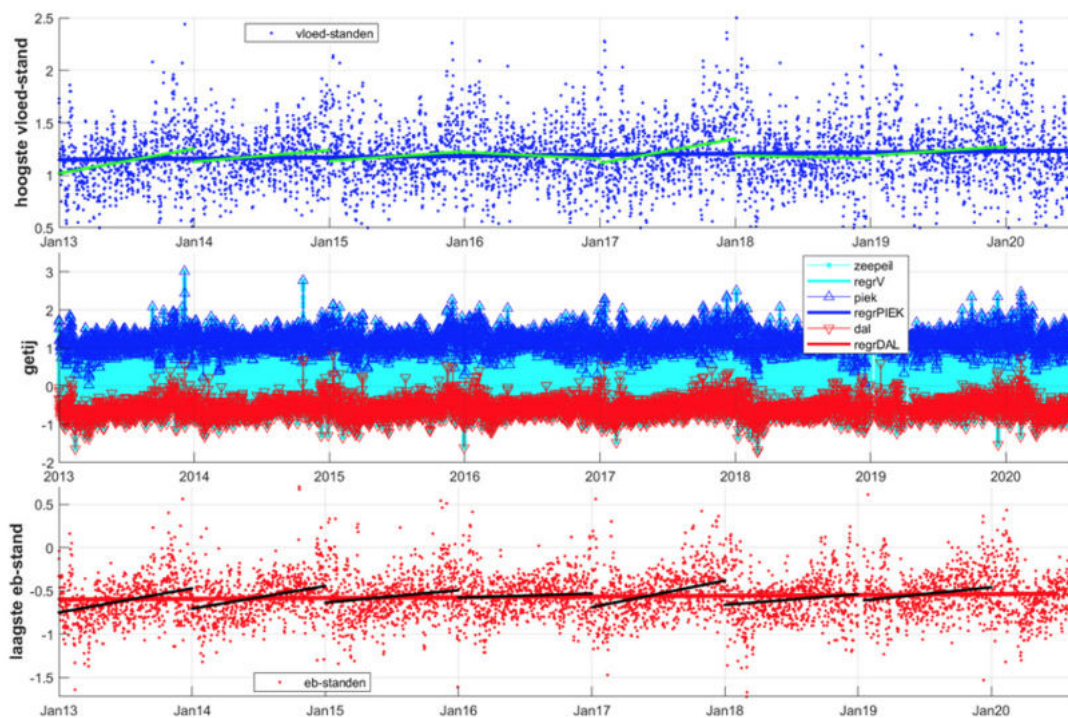 hoogste vloed-stand
2.5
2
1.5
1
0.5
vloed-standen
Jan13 Jan14 Jan15 Jan16 Jan17 Jan18 Jan19 Jan20
getij
3
2
1
0
-1
-2
zeepeil
regrV
piek
regrPIEK
dal
regrDAL
2013 2014 2015 2016 2017 2018 2019 2020
laagste eb-stand
0.5
0
-0.5
-1
-1.5
eb-standen
Jan13 Jan14 Jan15 Jan16 Jan17 Jan18 Jan19 Jan20